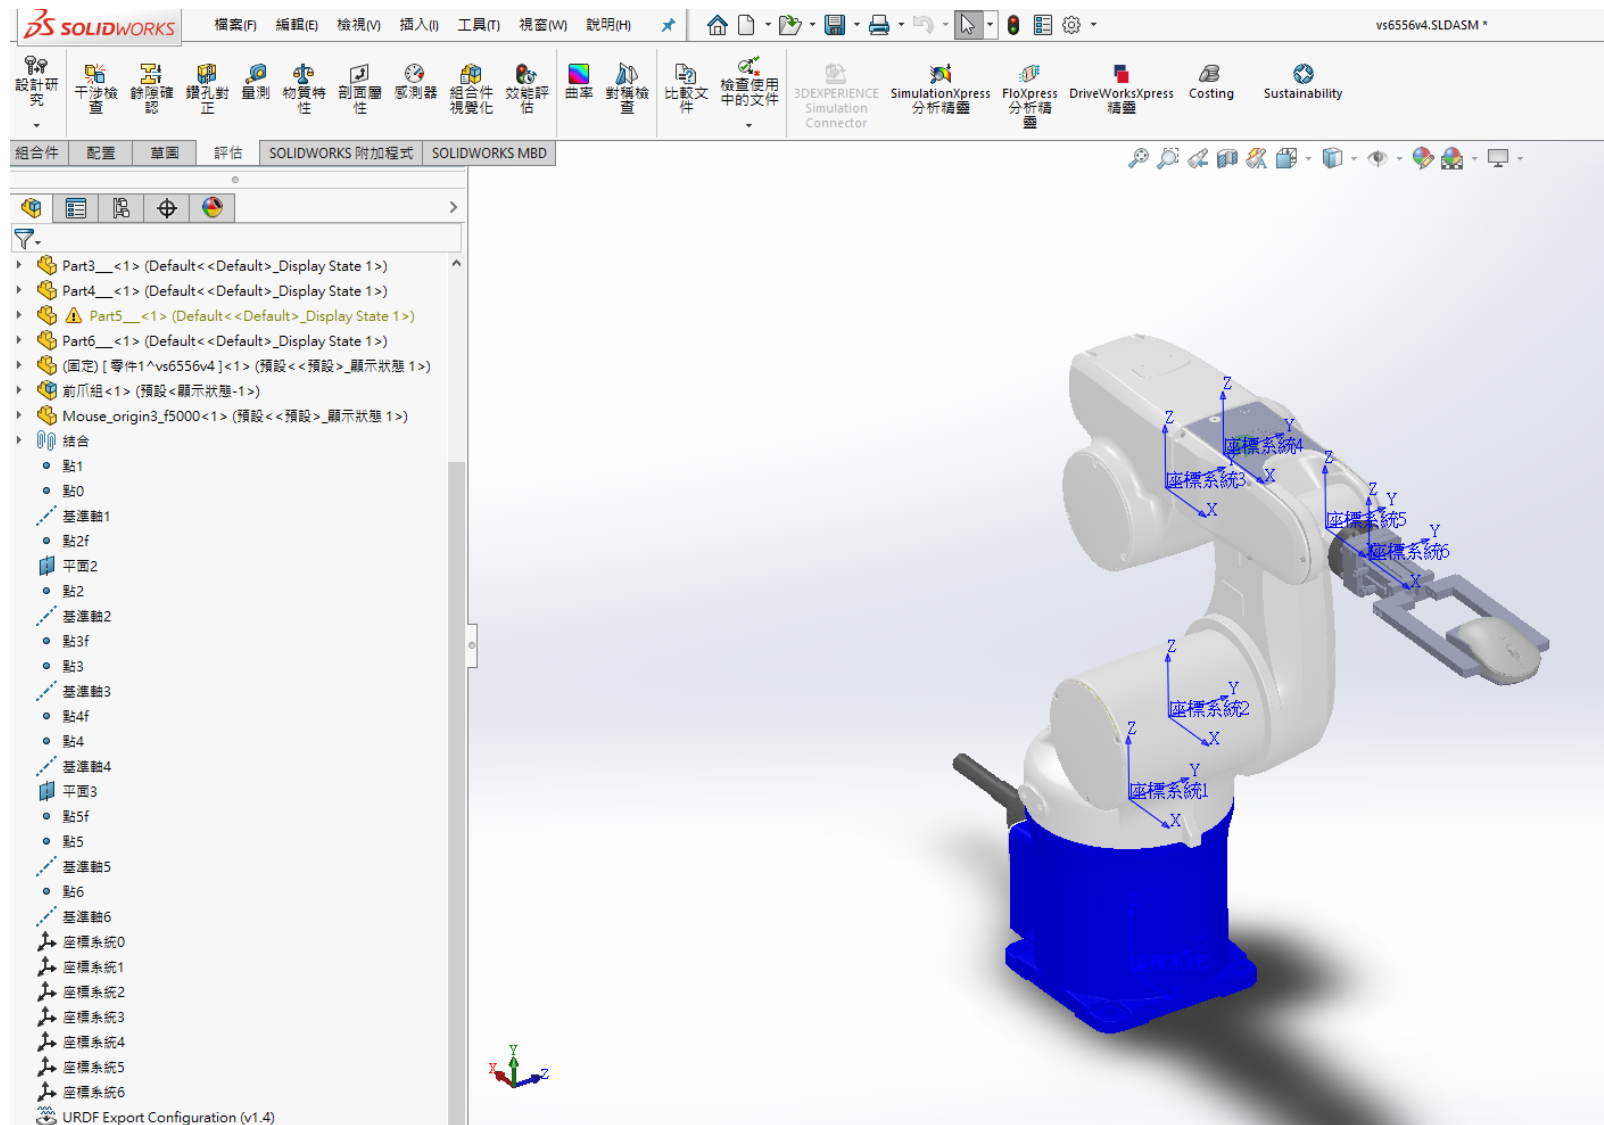 SOLIDWORKS
檔案(F) 編輯(E) 檢視(V) 插入(I) 工具(T) 視窗(W) 說明(H)
vs6556v4.SLDASM *
設計研究
干涉檢查
餘隙確認
鑽孔對正
量測
物質特性
剖面屬性
感測器
組合件視覺化
效能評估
曲率
對稱檢查
比較文件
檢查使用中的文件
3DEXPERIENCE Simulation Connector
SimulationXpress 分析精靈
FloXpress 分析精靈
DriveWorksXpress 精靈
Costing
Sustainability
組合件 配置 草圖 評估 SOLIDWORKS 附加程式 SOLIDWORKS MBD
Part3__<1> (Default<<Default>_Display State 1>)
Part4__<1> (Default<<Default>_Display State 1>)
Part5__<1> (Default<<Default>_Display State 1>)
Part6__<1> (Default<<Default>_Display State 1>)
(固定) [ 零件1^vs6556v4 ]<1> (預設<<預設>_顯示狀態 1>)
前爪組<1> (預設<顯示狀態-1>)
Mouse_origin3_f5000<1> (預設<<預設>_顯示狀態 1>)
結合
點1
點0
基準軸1
點2f
平面2
點2
基準軸2
點3f
點3
基準軸3
點4f
點4
基準軸4
平面3
點5f
點5
基準軸5
點6
基準軸6
座標系統0
座標系統1
座標系統2
座標系統3
座標系統4
座標系統5
座標系統6
URDF Export Configuration (v1.4)
Z
Y
座標系統4
X
Z
Y
座標系統3
X
Z
Y
座標系統5
Z
Y
座標系統6
X
Z
Y
座標系統2
X
Z
Y
座標系統1
X
Y
X
Z